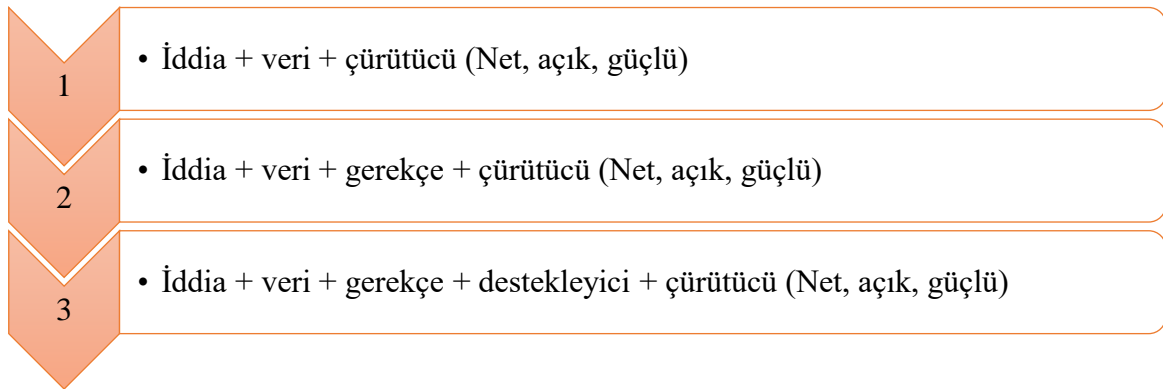 1
• İddia + veri + çürütücü (Net, açık, güçlü)
2
• İddia + veri + gerekçe + çürütücü (Net, açık, güçlü)
3
• İddia + veri + gerekçe + destekleyici + çürütücü (Net, açık, güçlü)